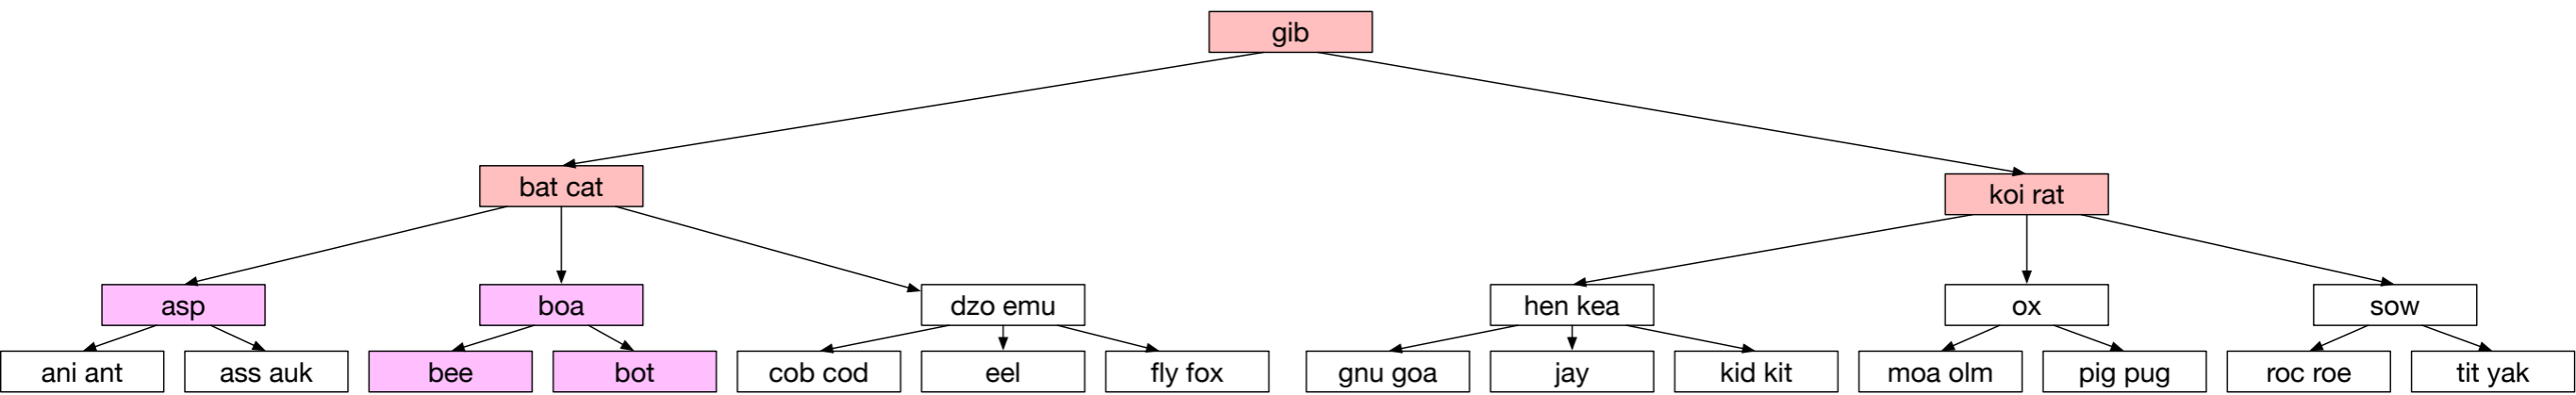 gib
bat cat
koi rat
asp
boa
dzo emu
hen kea
ox
sow
ani ant
ass auk
bee
bot
cob cod
eel
fly fox
gnu goa
jay
kid kit
moa olm
pig pug
roc roe
tit yak